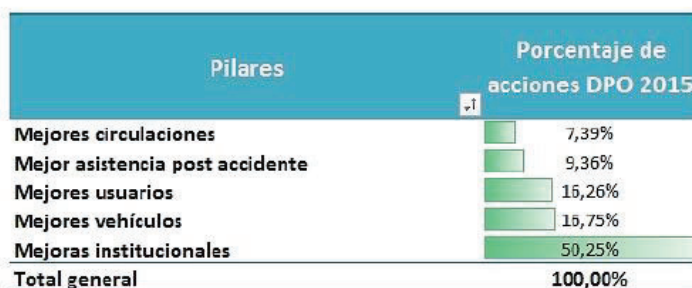 Pilares
Porcentaje de
acciones DPO 2015
Mejores circulaciones 7,39%
Mejor asistencia post accidente 9,36%
Mejores usuarios 16,26%
Mejores vehículos 16,75%
Mejoras institucionales 50,25%
Total general 100,00%